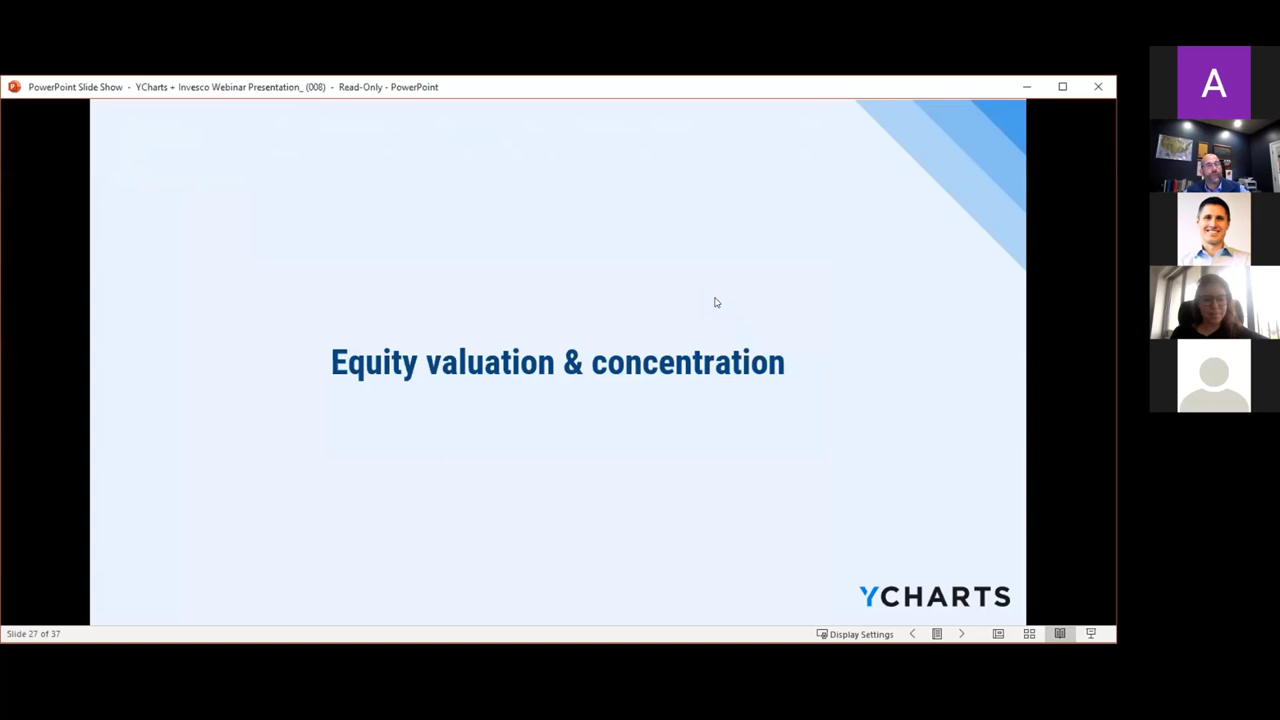 PowerPoint Slide Show - YCharts + Invesco Webinar Presentation_ (008) - Read-Only - PowerPoint
A
Equity valuation & concentration
YCHARTS
Slide 27 of 37
Display Settings